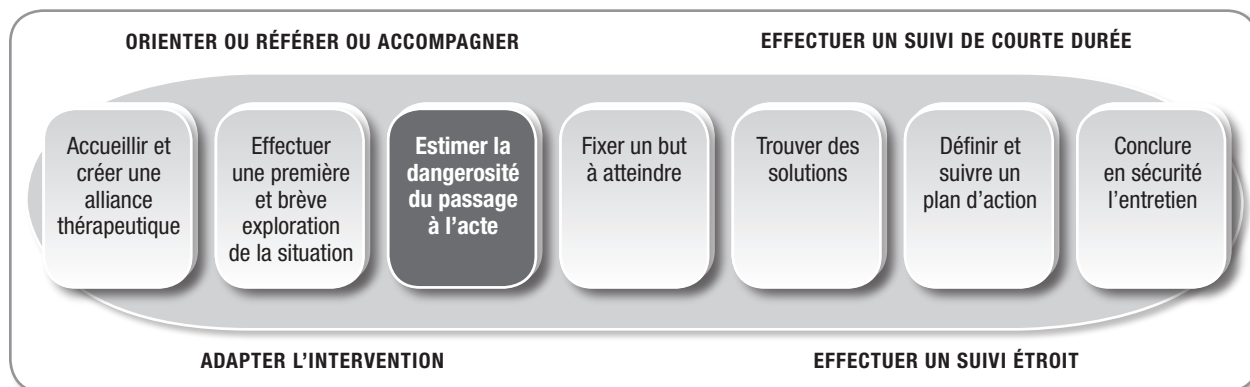 ORIENTER OU RÉFÉRER OU ACCOMPAGNER
EFFECTUER UN SUIVI DE COURTE DURÉE
Accueillir et
créer une
alliance
thérapeutique
Effectuer
une première
et brève
exploration
de la situation
Estimer la
dangerosité
du passage
à l’acte
Fixer un but
à atteindre
Trouver des
solutions
Définir et
suivre un
plan d’action
Conclure
en sécurité
l’entretien
ADAPTER L’INTERVENTION
EFFECTUER UN SUIVI ÉTROIT